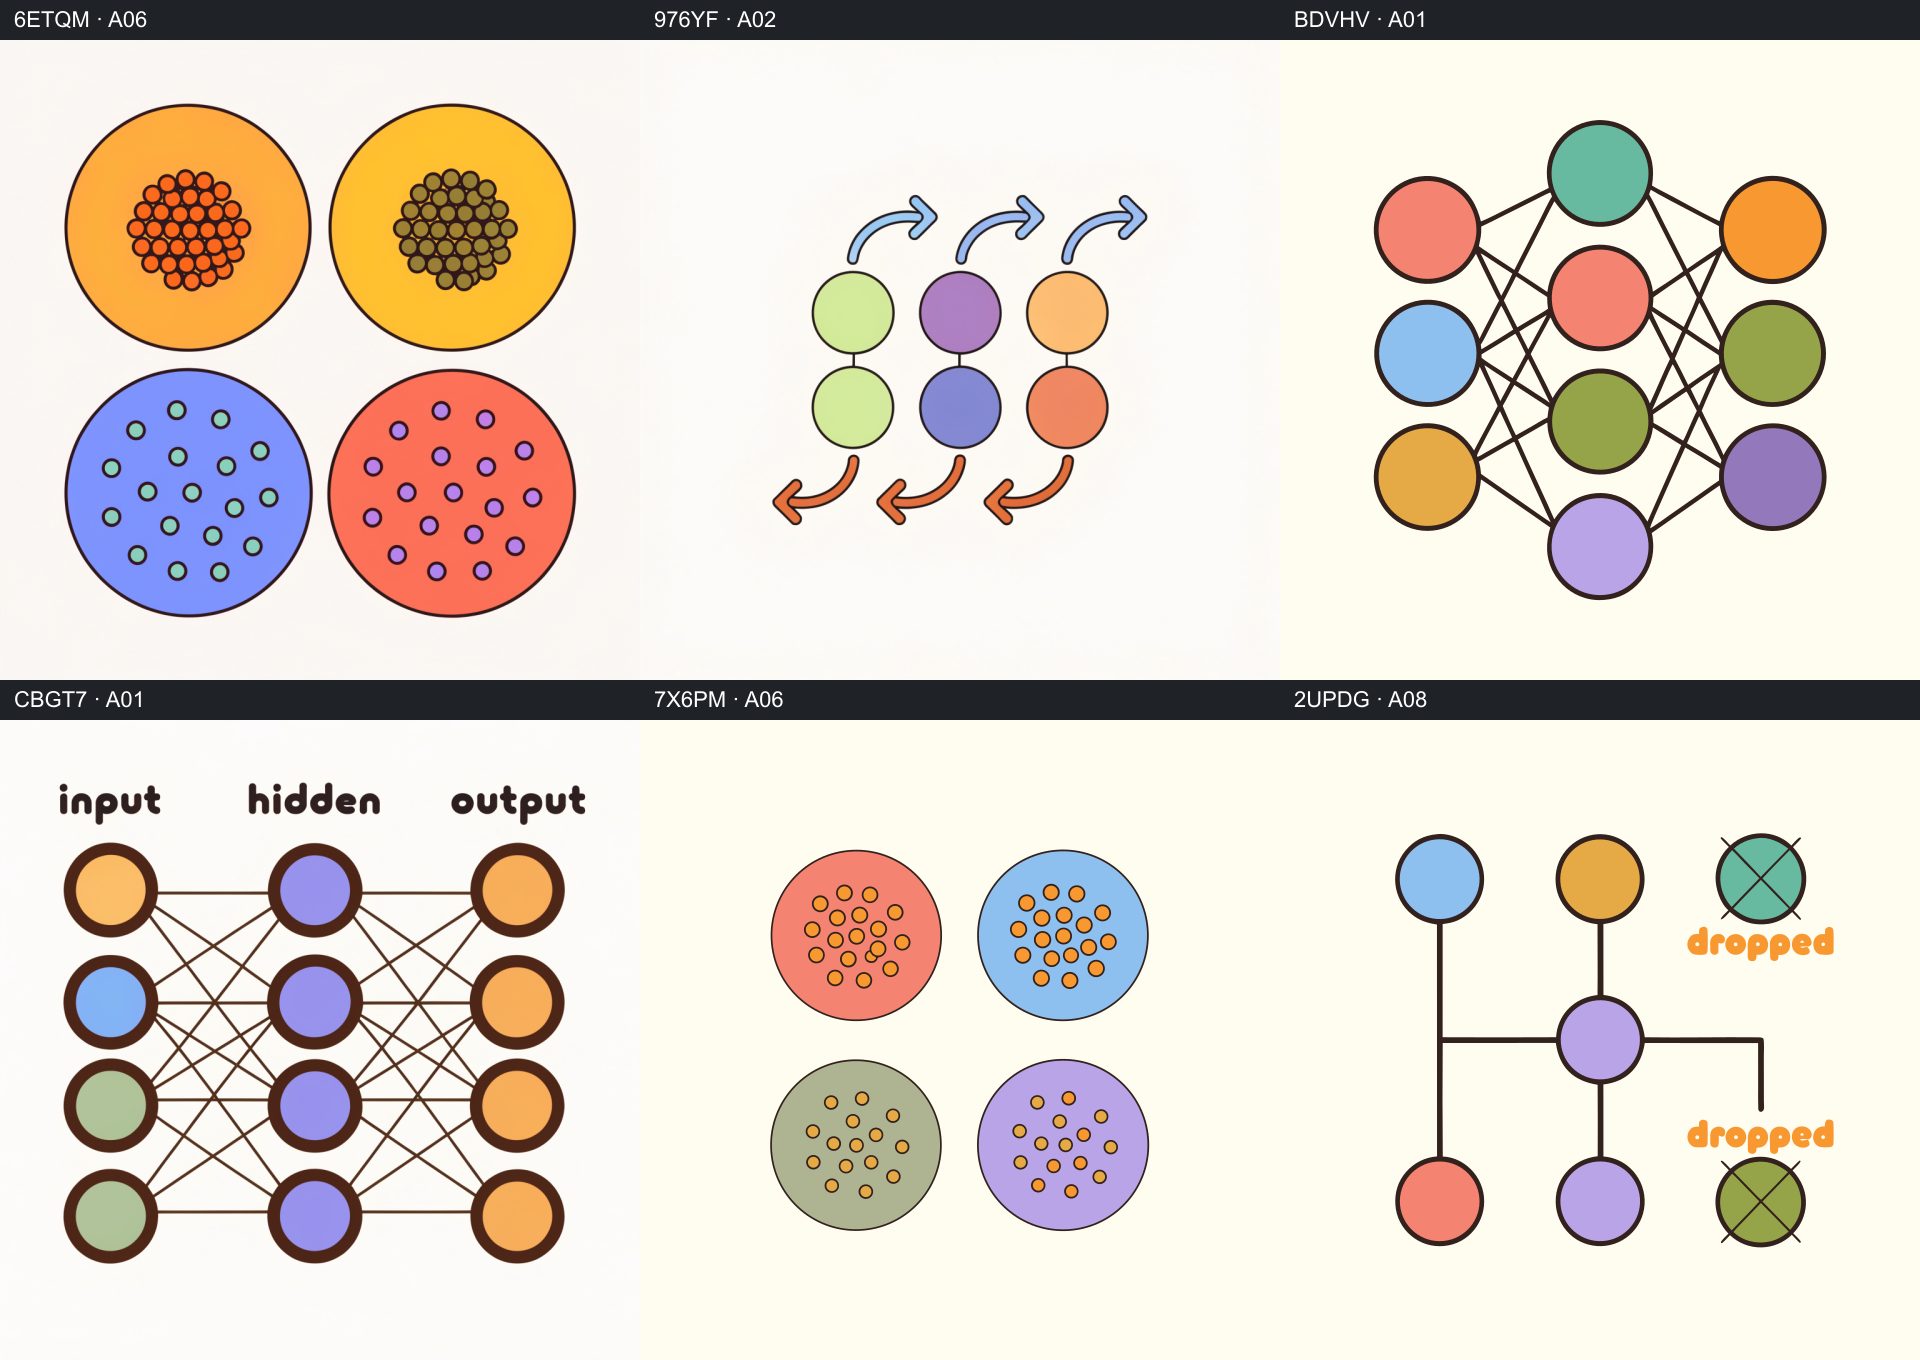 6ETQM · A06
976YF · A02
BDVHV · A01
CBGT7 · A01
7X6PM · A06
2UPDG · A08
input hidden output
dropped
dropped